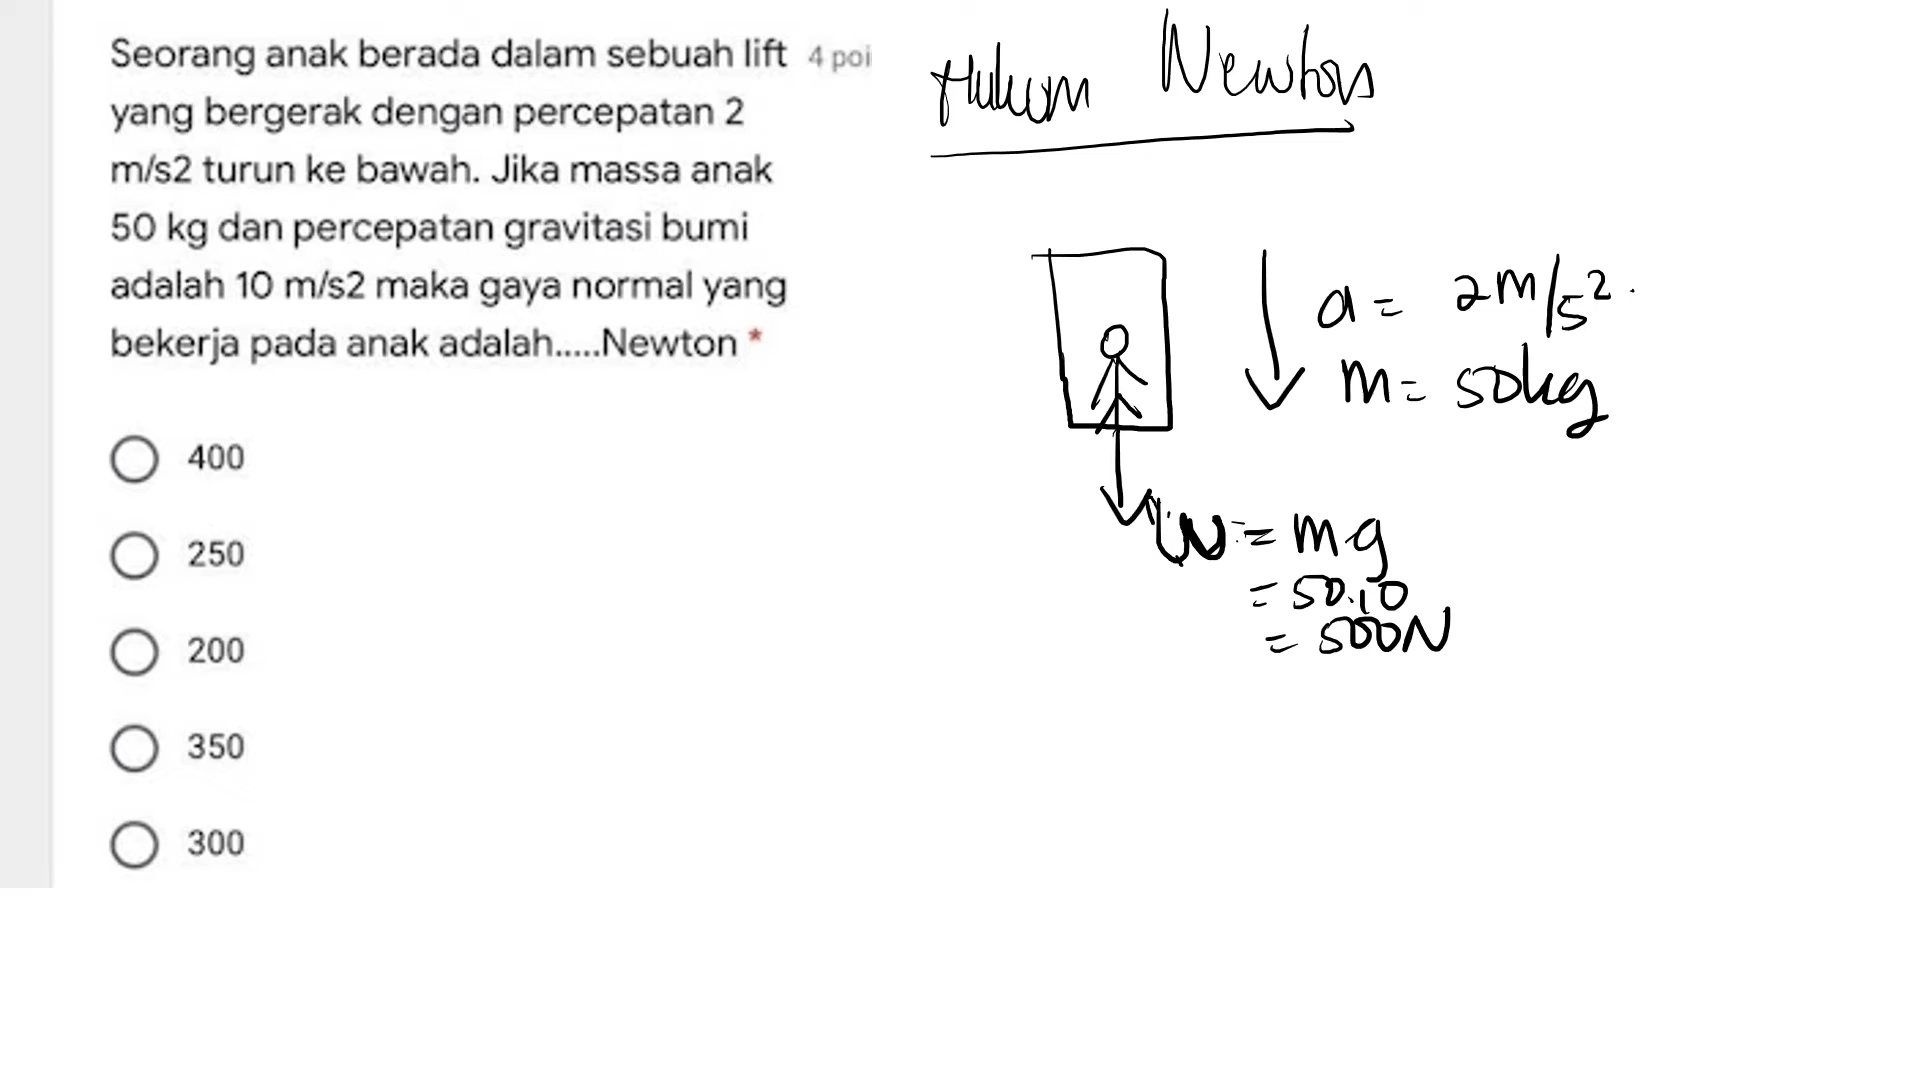 Seorang anak berada dalam sebuah lift 4 poi
yang bergerak dengan percepatan 2
m/s2 turun ke bawah. Jika massa anak
50 kg dan percepatan gravitasi bumi
adalah 10 m/s2 maka gaya normal yang
bekerja pada anak adalah.....Newton *
400
250
200
350
300
Hukum Newton
a = 2m/s²
m = 50kg
W = mg
= 50.10
= 500N